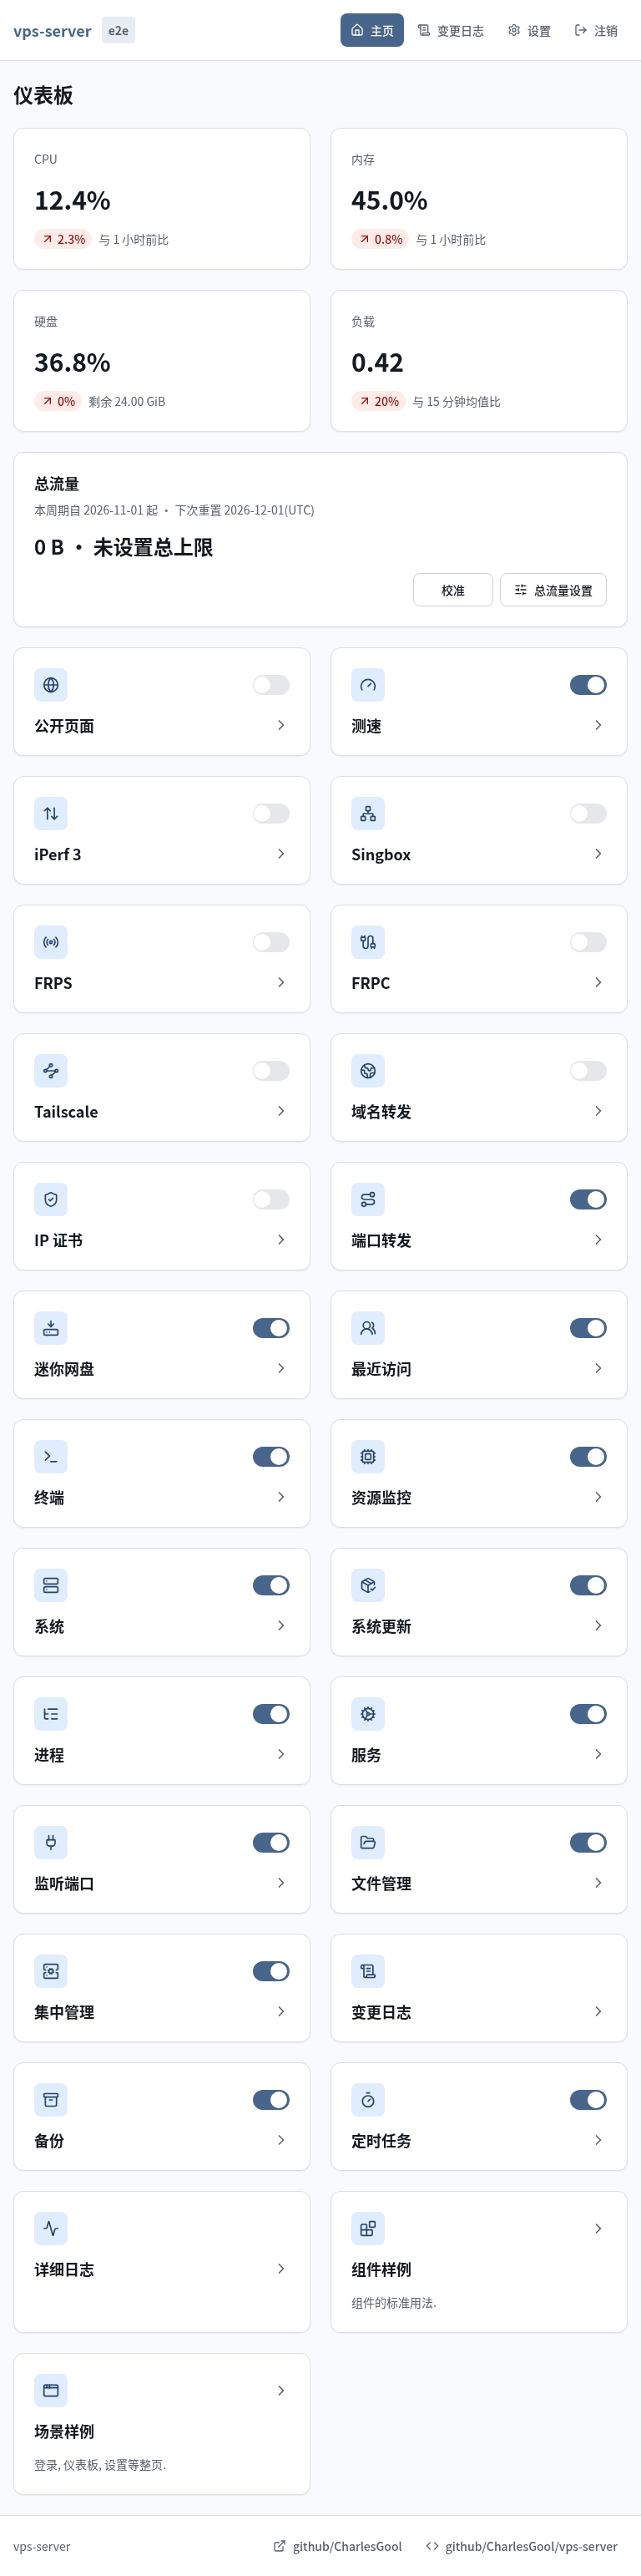 vps-server e2e 主页 变更日志 设置 注销
仪表板
CPU
12.4%
2.3% 与 1 小时前比
内存
45.0%
0.8% 与 1 小时前比
硬盘
36.8%
0% 剩余 24.00 GiB
负载
0.42
20% 与 15 分钟均值比
总流量
本周期自 2026-11-01 起 · 下次重置 2026-12-01(UTC)
0 B · 未设置总上限
校准 总流量设置
公开页面
测速
iPerf 3
Singbox
FRPS
FRPC
Tailscale
域名转发
IP 证书
端口转发
迷你网盘
最近访问
终端
资源监控
系统
系统更新
进程
服务
监听端口
文件管理
集中管理
变更日志
备份
定时任务
详细日志
组件样例
组件的标准用法.
场景样例
登录, 仪表板, 设置等整页.
vps-server github/CharlesGool github/CharlesGool/vps-server